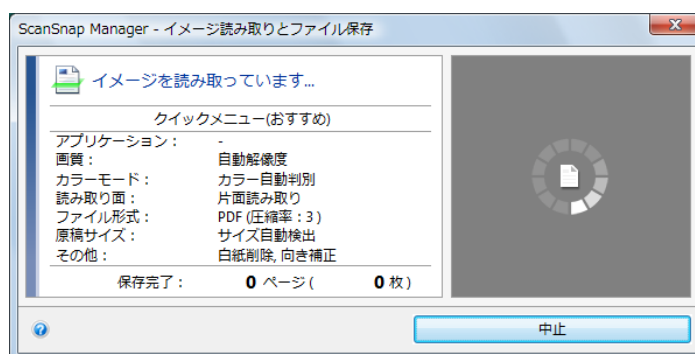 ScanSnap Manager - イメージ読み取りとファイル保存
イメージを読み取っています...
クイックメニュー(おすすめ)
アプリケーション： -
画質： 自動解像度
カラーモード： カラー自動判別
読み取り面： 片面読み取り
ファイル形式： PDF (圧縮率：3)
原稿サイズ： サイズ自動検出
その他： 白紙削除, 向き補正
保存完了： 0 ページ ( 0 枚 )
中止